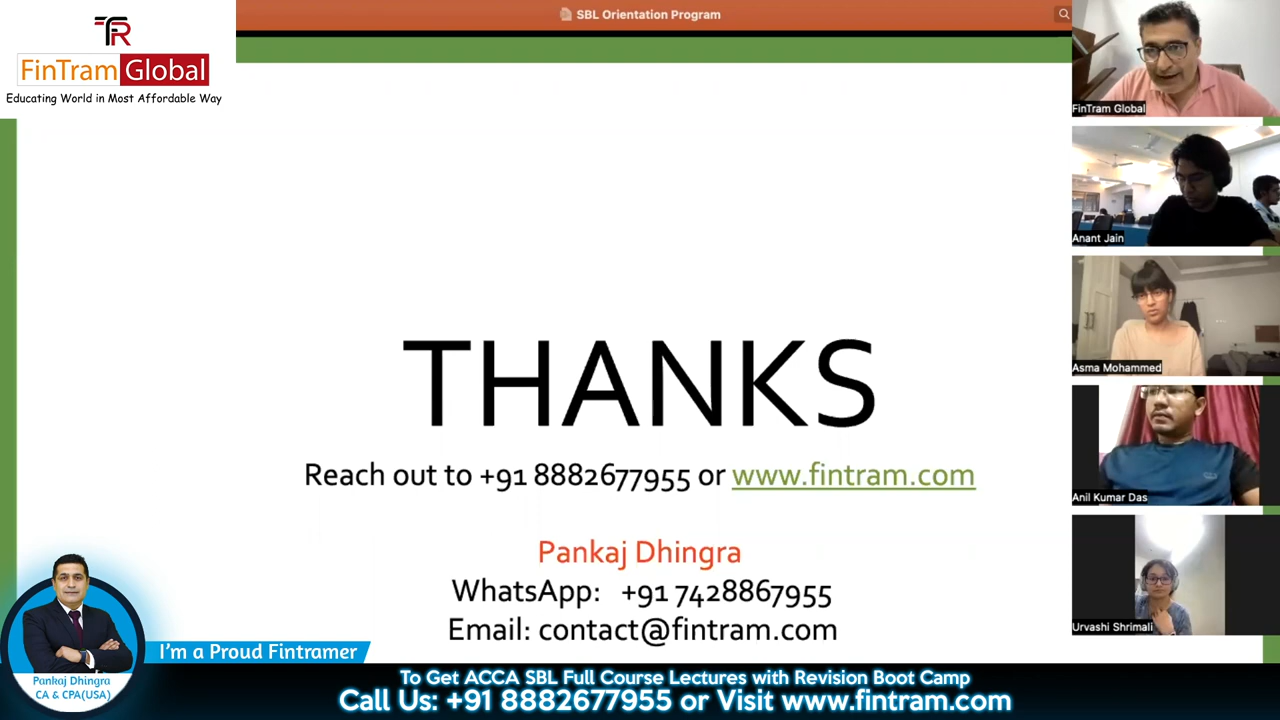 SBL Orientation Program
TR
FinTram Global
Educating World in Most Affordable Way
FinTram Global
Anant Jain
Asma Mohammed
Anil Kumar Das
Urvashi Shrimali
THANKS
Reach out to +91 8882677955 or www.fintram.com
Pankaj Dhingra
WhatsApp: +91 7428867955
Email: contact@fintram.com
I'm a Proud Fintramer
Pankaj Dhingra
CA & CPA(USA)
To Get ACCA SBL Full Course Lectures with Revision Boot Camp
Call Us: +91 8882677955 or Visit www.fintram.com